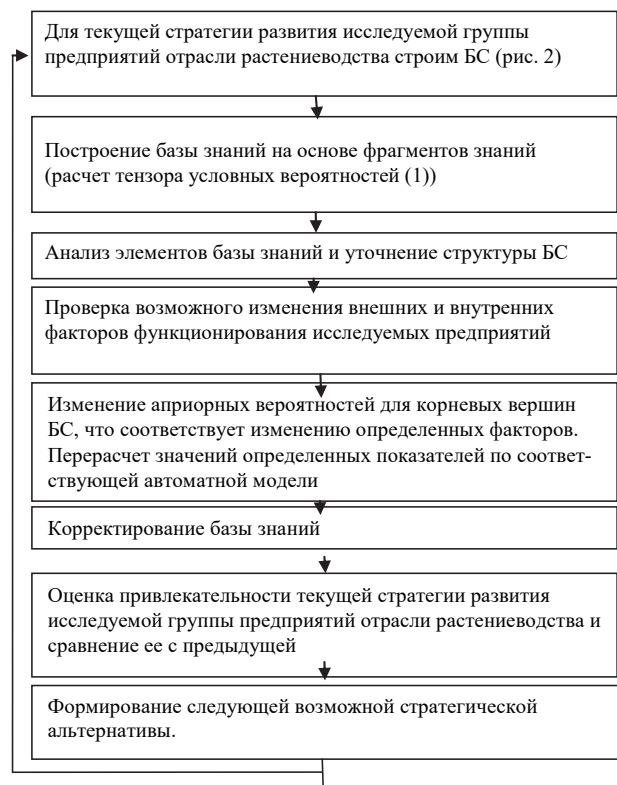 Для текущей стратегии развития исследуемой группы
предприятий отрасли растениеводства строим БС (рис. 2)
Построение базы знаний на основе фрагментов знаний
(расчет тензора условных вероятностей (1))
Анализ элементов базы знаний и уточнение структуры БС
Проверка возможного изменения внешних и внутренних
факторов функционирования исследуемых предприятий
Изменение априорных вероятностей для корневых вершин
БС, что соответствует изменению определенных факторов.
Перерасчет значений определенных показателей по соответ-
ствующей автоматной модели
Корректирование базы знаний
Оценка привлекательности текущей стратегии развития
исследуемой группы предприятий отрасли растениеводства и
сравнение ее с предыдущей
Формирование следующей возможной стратегической
альтернативы.